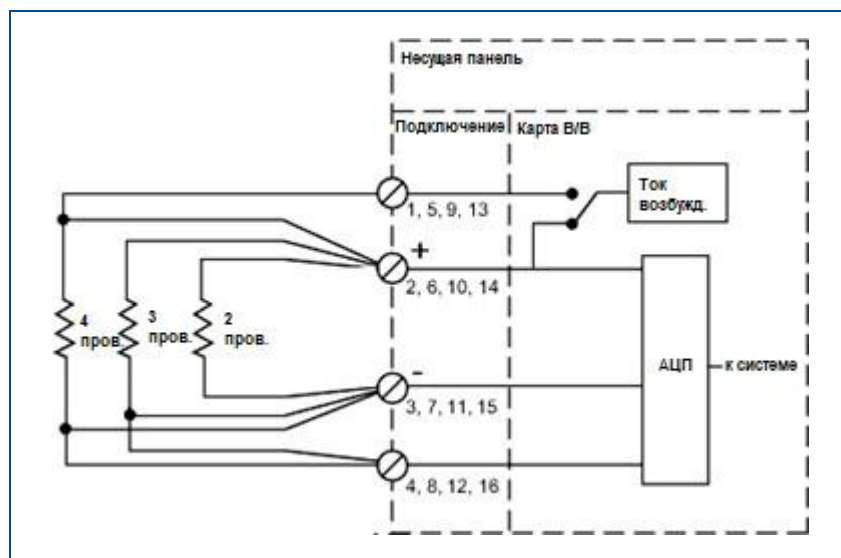 Несущая панель
Подключение
Карта В/В
Ток
возбужд.
1, 5, 9, 13
+
2, 6, 10, 14
4
пров.
3
пров.
2
пров.
АЦП
к системе
-
3, 7, 11, 15
4, 8, 12, 16